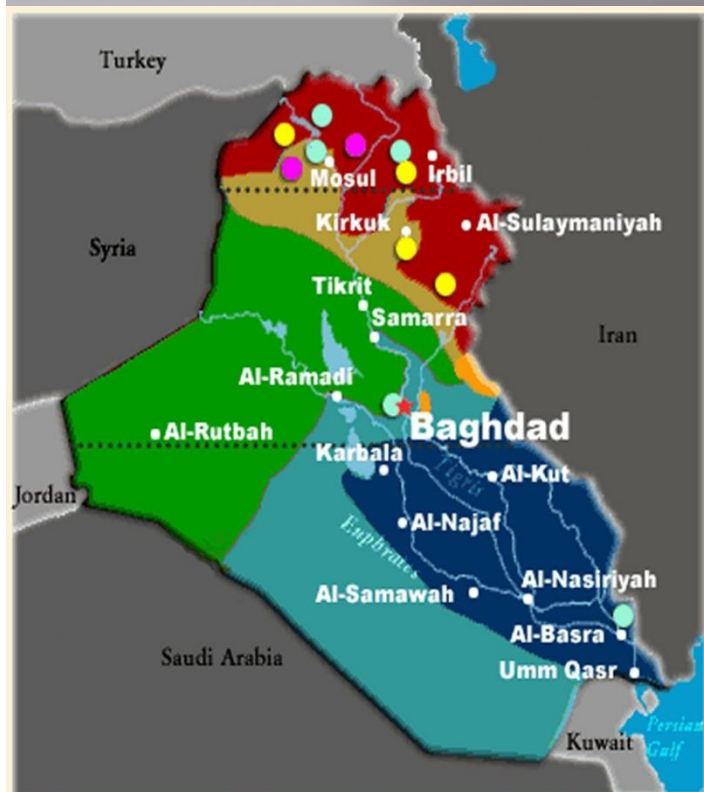 Turkey
Mosul
Irbil
Kirkuk
Al-Sulaymaniyah
Syria
Tikrit
Samarra
Iran
Al-Ramadi
Al-Rutbah
Baghdad
Karbala
Tigris
Al-Kut
Jordan
Al-Najaf
Euphrates
Al-Nasiriyah
Al-Samawah
Al-Basra
Saudi Arabia
Umm Qasr
Persian
Gulf
Kuwait